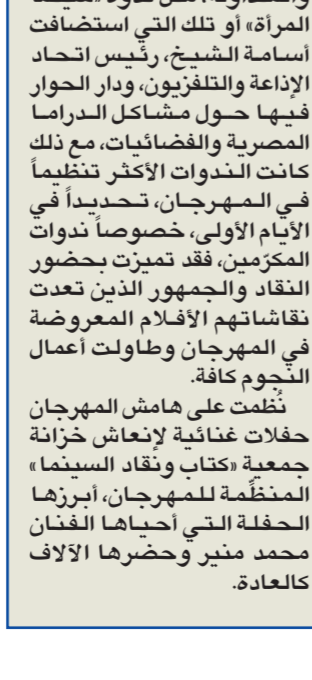 المرأة» أو تلك التي استضافت
أسامة الشيخ، رئيس اتحاد
الإذاعة والتلفزيون، ودار الحوار
فيها حول مشاكل الدراما
المصرية والفضائيات، مع ذلك
كانت الندوات الأكثر تنظيماً
في المهرجان، تحديداً في
الأيام الأولى، خصوصاً ندوات
المكرّمين، فقد تميزت بحضور
النقاد والجمهور الذين تعدت
نقاشاتهم الأفلام المعروضة
في المهرجان وطاولت أعمال
النجوم كافة.
نُظمت على هامش المهرجان
حفلات غنائية لإنعاش خزانة
جمعية «كتاب ونقاد السينما»
المنظِّمة للمهرجان، أبرزها
الحفلة التي أحياها الفنان
محمد منير وحضرها الآلاف
كالعادة.